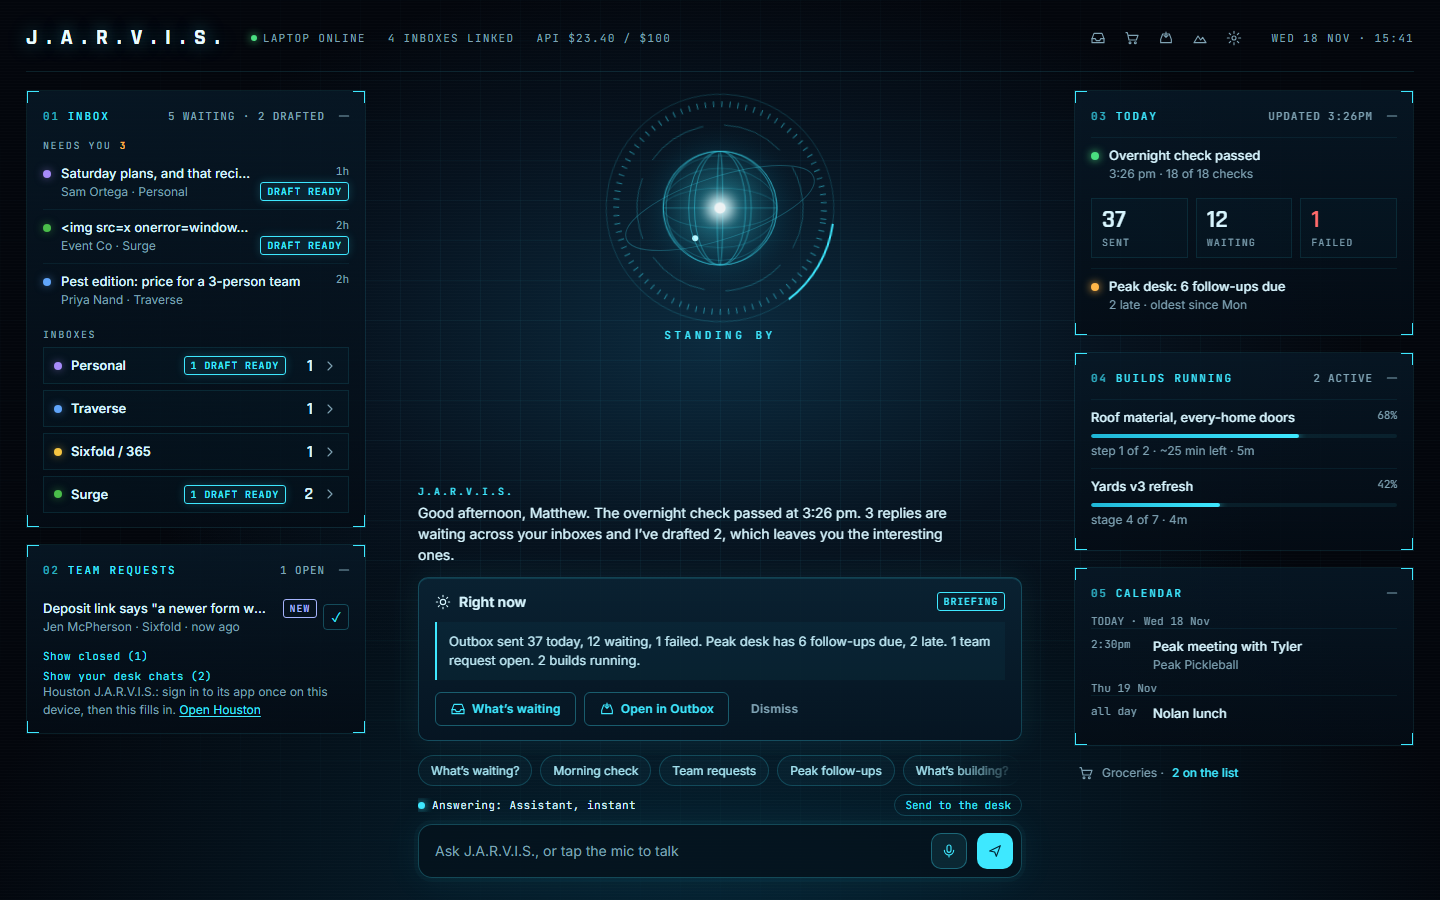 J.A.R.V.I.S.
LAPTOP ONLINE
4 INBOXES LINKED
API $23.40 / $100
WED 18 NOV · 15:41
01 INBOX
5 WAITING · 2 DRAFTED
NEEDS YOU 3
Saturday plans, and that reci...
1h
Sam Ortega · Personal
DRAFT READY
<img src=x onerror=window...
2h
Event Co · Surge
DRAFT READY
Pest edition: price for a 3-person team
2h
Priya Nand · Traverse
INBOXES
Personal
1 DRAFT READY
1
Traverse
1
Sixfold / 365
1
Surge
1 DRAFT READY
2
02 TEAM REQUESTS
1 OPEN
Deposit link says "a newer form w...
NEW
Jen McPherson · Sixfold · now ago
Show closed (1)
Show your desk chats (2)
Houston J.A.R.V.I.S.: sign in to its app once on this
device, then this fills in. Open Houston
STANDING BY
J.A.R.V.I.S.
Good afternoon, Matthew. The overnight check passed at 3:26 pm. 3 replies are
waiting across your inboxes and I’ve drafted 2, which leaves you the interesting
ones.
Right now
BRIEFING
Outbox sent 37 today, 12 waiting, 1 failed. Peak desk has 6 follow-ups due, 2 late. 1 team
request open. 2 builds running.
What’s waiting
Open in Outbox
Dismiss
What’s waiting?
Morning check
Team requests
Peak follow-ups
What’s building?
Answering: Assistant, instant
Send to the desk
Ask J.A.R.V.I.S., or tap the mic to talk
03 TODAY
UPDATED 3:26PM
Overnight check passed
3:26 pm · 18 of 18 checks
37
SENT
12
WAITING
1
FAILED
Peak desk: 6 follow-ups due
2 late · oldest since Mon
04 BUILDS RUNNING
2 ACTIVE
Roof material, every-home doors
68%
step 1 of 2 · ~25 min left · 5m
Yards v3 refresh
42%
stage 4 of 7 · 4m
05 CALENDAR
TODAY · Wed 18 Nov
2:30pm
Peak meeting with Tyler
Peak Pickleball
Thu 19 Nov
all day
Nolan lunch
Groceries · 2 on the list